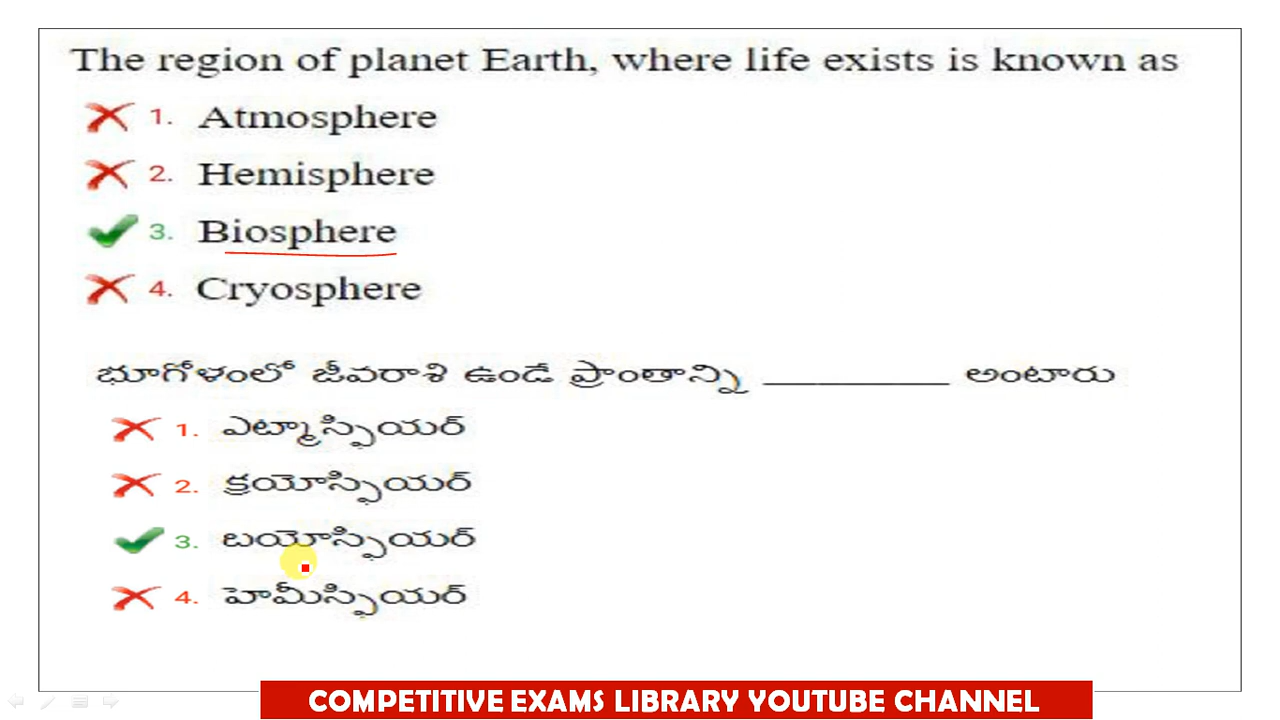 The region of planet Earth, where life exists is known as
1. Atmosphere
2. Hemisphere
3. Biosphere
4. Cryosphere
భూగోళంలో జీవరాశి ఉండే ప్రాంతాన్ని __________ అంటారు
1. ఎట్మాస్ఫియర్
2. క్రయోస్ఫియర్
3. బయోస్ఫియర్
4. హెమీస్ఫియర్
COMPETITIVE EXAMS LIBRARY YOUTUBE CHANNEL